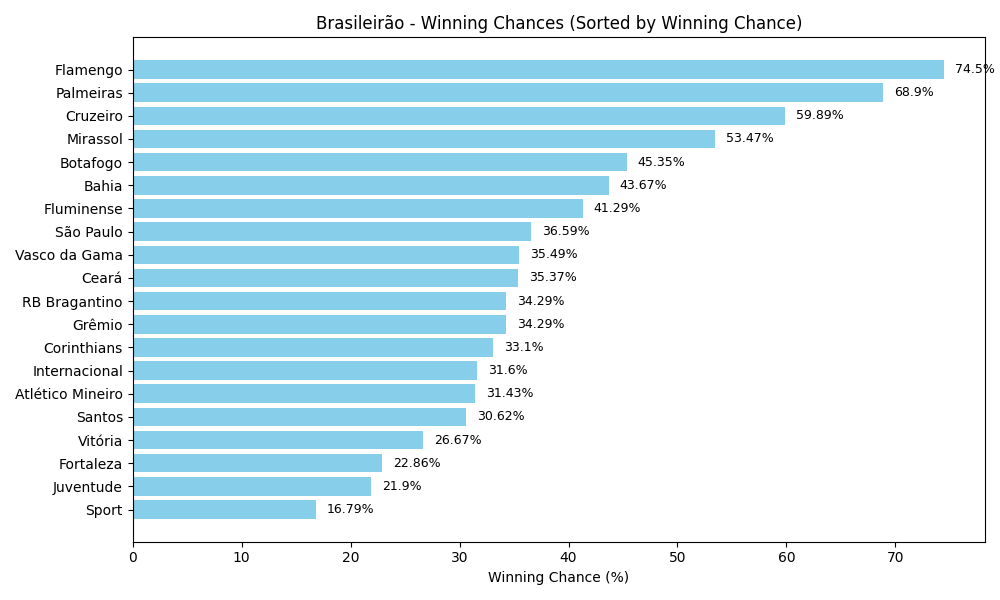 Brasileirão - Winning Chances (Sorted by Winning Chance)
Flamengo 74.5%
Palmeiras 68.9%
Cruzeiro 59.89%
Mirassol 53.47%
Botafogo 45.35%
Bahia 43.67%
Fluminense 41.29%
São Paulo 36.59%
Vasco da Gama 35.49%
Ceará 35.37%
RB Bragantino 34.29%
Grêmio 34.29%
Corinthians 33.1%
Internacional 31.6%
Atlético Mineiro 31.43%
Santos 30.62%
Vitória 26.67%
Fortaleza 22.86%
Juventude 21.9%
Sport 16.79%
0 10 20 30 40 50 60 70
Winning Chance (%)